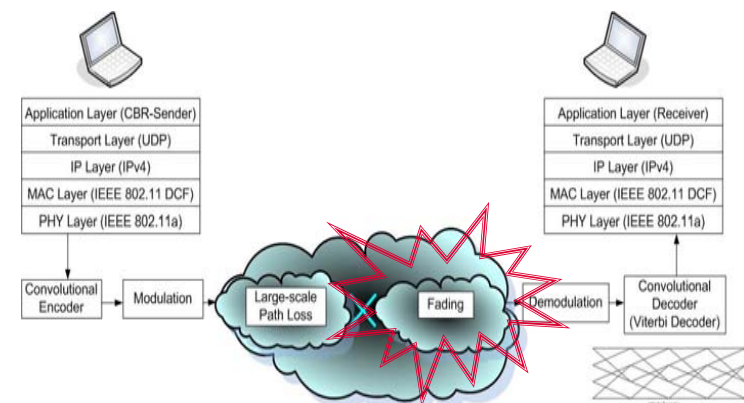 Application Layer (CBR-Sender)
Transport Layer (UDP)
IP Layer (IPv4)
MAC Layer (IEEE 802.11 DCF)
PHY Layer (IEEE 802.11a)
Application Layer (Receiver)
Transport Layer (UDP)
IP Layer (IPv4)
MAC Layer (IEEE 802.11 DCF)
PHY Layer (IEEE 802.11a)
Convolutional
Encoder
Modulation
Large-scale
Path Loss
Fading
Demodulation
Convolutional
Decoder
(Viterbi Decoder)